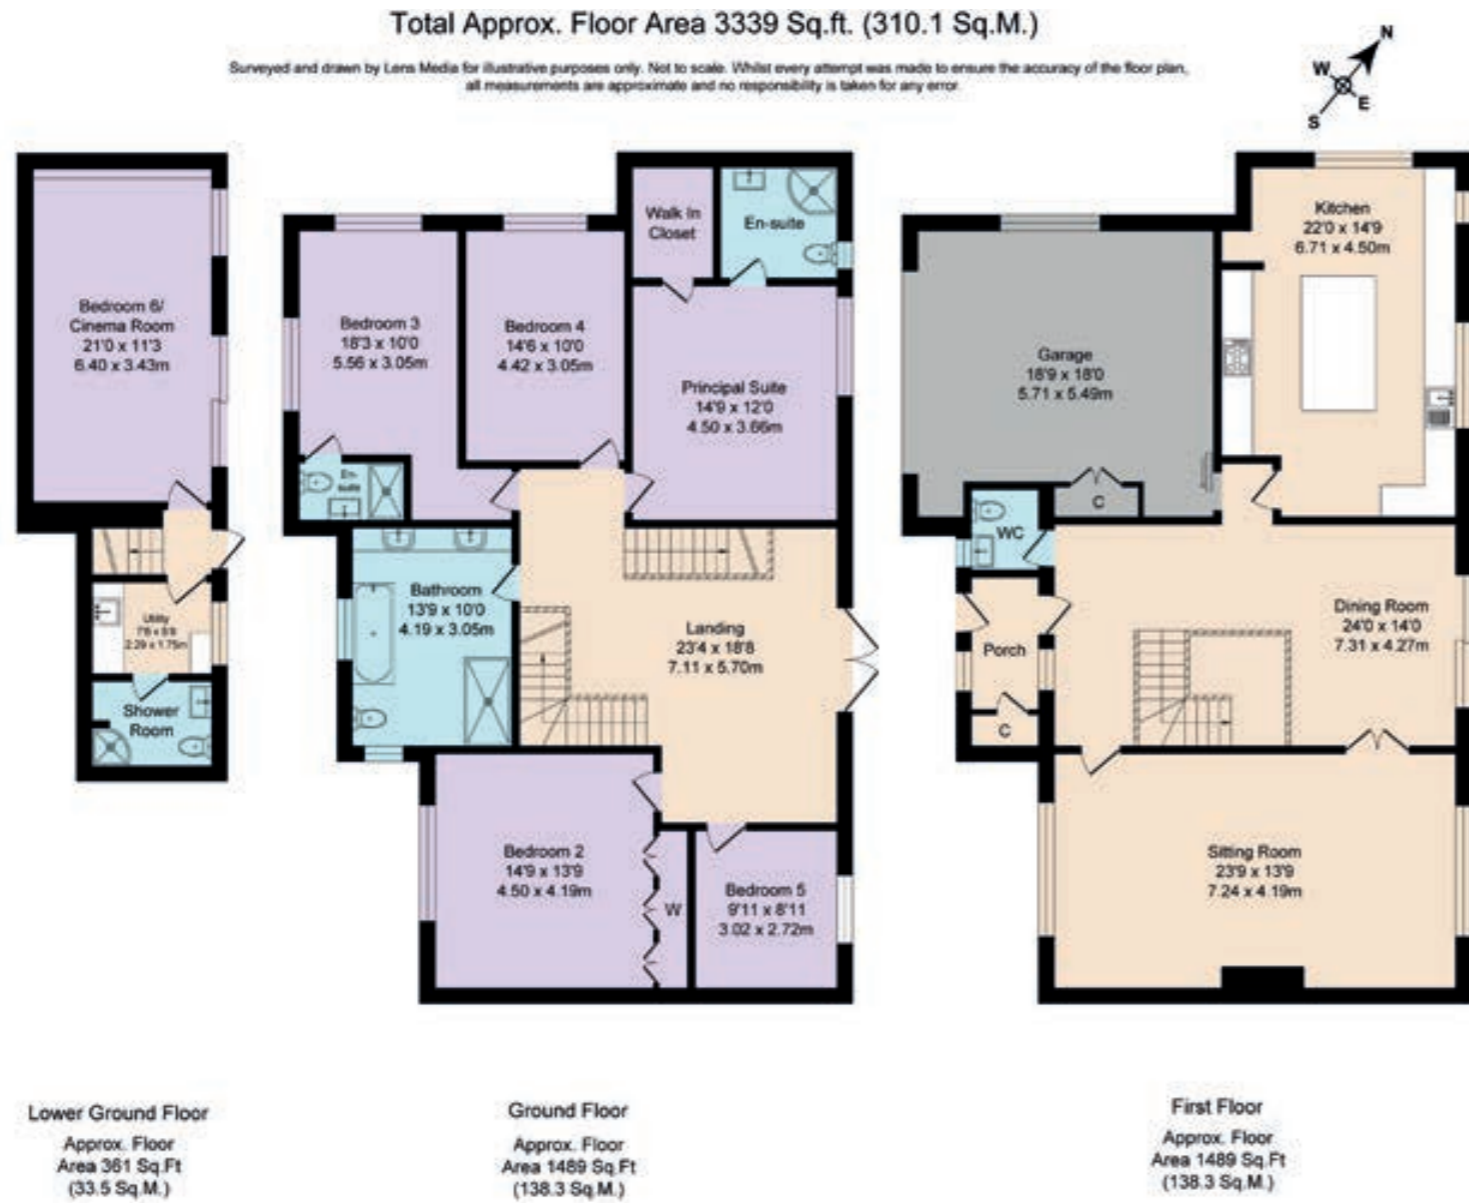 Total Approx. Floor Area 3339 Sq.ft. (310.1 Sq.M.)
Surveyed and drawn by Lens Media for illustrative purposes only. Not to scale. Whilst every attempt was made to ensure the accuracy of the floor plan,
all measurements are approximate and no responsibility is taken for any error.
N
W
E
S
Bedroom 6/
Cinema Room
21'0 x 11'3
6.40 x 3.43m
Utility
2.29 x 1.75m
Shower
Room
Lower Ground Floor
Approx. Floor
Area 361 Sq.Ft
(33.5 Sq.M.)
Walk In
Closet
En-suite
Bedroom 3
18'3 x 10'0
5.56 x 3.05m
Bedroom 4
14'6 x 10'0
4.42 x 3.05m
Principal Suite
14'9 x 12'0
4.50 x 3.66m
En-
suite
Bathroom
13'9 x 10'0
4.19 x 3.05m
Landing
23'4 x 18'8
7.11 x 5.70m
Bedroom 2
14'9 x 13'9
4.50 x 4.19m
W
Bedroom 5
9'11 x 8'11
3.02 x 2.72m
Ground Floor
Approx. Floor
Area 1489 Sq.Ft
(138.3 Sq.M.)
Kitchen
22'0 x 14'9
6.71 x 4.50m
Garage
18'9 x 18'0
5.71 x 5.49m
C
WC
Porch
C
Dining Room
24'0 x 14'0
7.31 x 4.27m
Sitting Room
23'9 x 13'9
7.24 x 4.19m
First Floor
Approx. Floor
Area 1489 Sq.Ft
(138.3 Sq.M.)